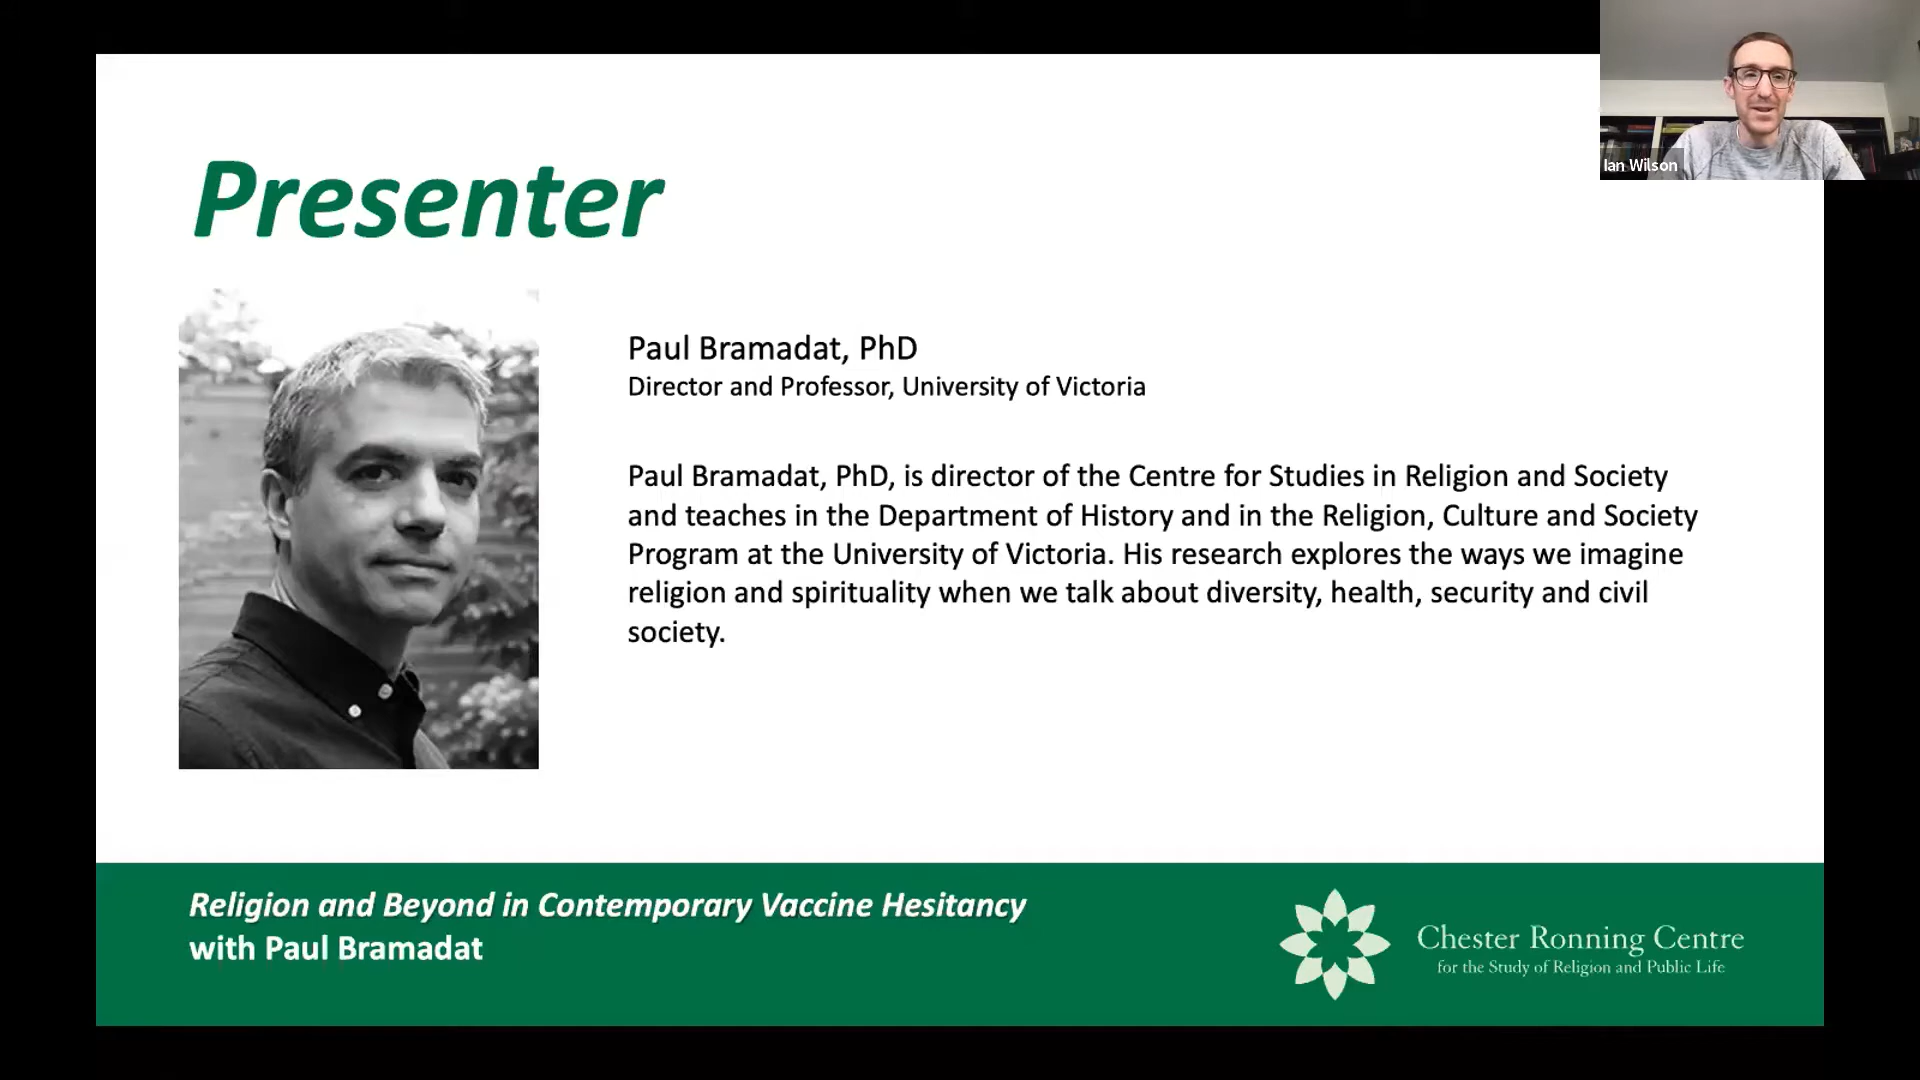 Presenter
Ian Wilson
Paul Bramadat, PhD
Director and Professor, University of Victoria
Paul Bramadat, PhD, is director of the Centre for Studies in Religion and Society
and teaches in the Department of History and in the Religion, Culture and Society
Program at the University of Victoria. His research explores the ways we imagine
religion and spirituality when we talk about diversity, health, security and civil
society.
Religion and Beyond in Contemporary Vaccine Hesitancy
with Paul Bramadat
Chester Ronning Centre
for the Study of Religion and Public Life